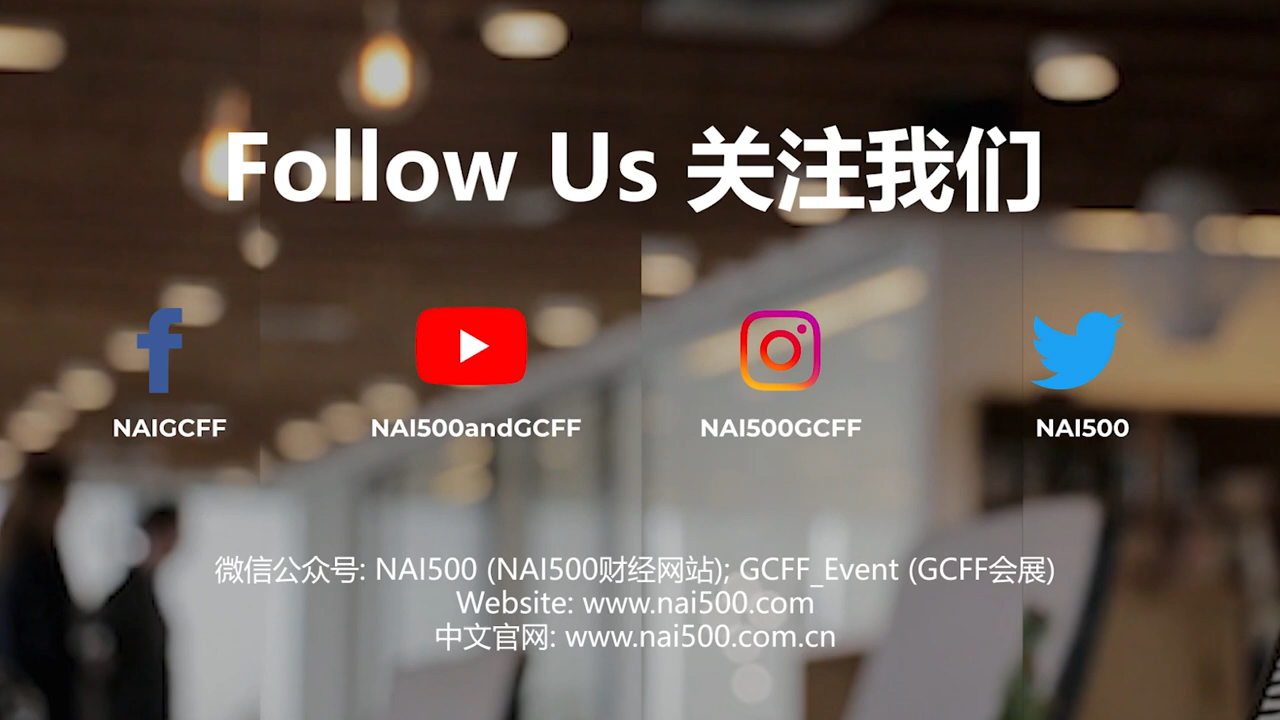 Follow Us 关注我们
NAIGCFF
NAI500andGCFF
NAI500GCFF
NAI500
微信公众号: NAI500 (NAI500财经网站); GCFF_Event (GCFF会展)
Website: www.nai500.com
中文官网: www.nai500.com.cn